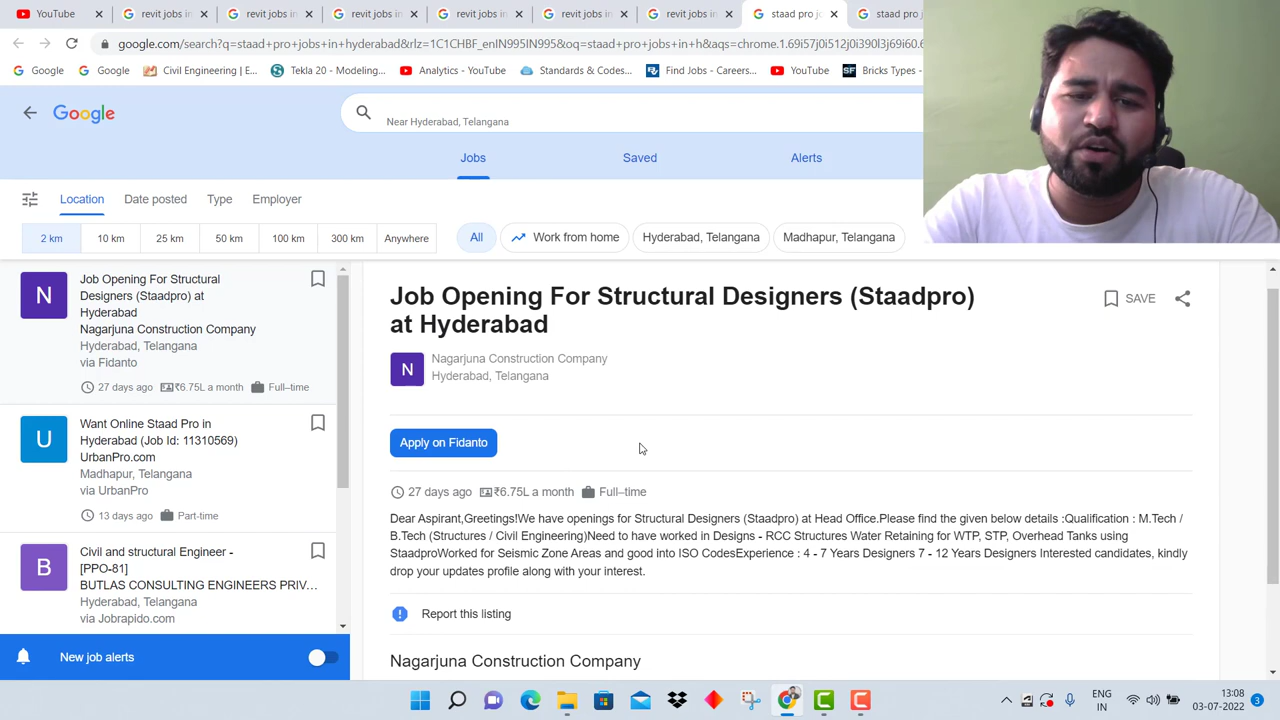 YouTube
revit jobs in
revit jobs in
revit jobs in
revit jobs in
revit jobs in
revit jobs in
staad pro jo
staad pro jo
google.com/search?q=staad+pro+jobs+in+hyderabad&rlz=1C1CHBF_enIN995IN995&oq=staad+pro+jobs+in+h&aqs=chrome.1.69i57j0i512j0i390l3j69i60.6
Google
Google
Civil Engineering | E...
Tekla 20 - Modeling...
Analytics - YouTube
Standards & Codes...
Find Jobs - Careers...
YouTube
Bricks Types -
Google
Near Hyderabad, Telangana
Jobs
Saved
Alerts
Location
Date posted
Type
Employer
2 km
10 km
25 km
50 km
100 km
300 km
Anywhere
All
Work from home
Hyderabad, Telangana
Madhapur, Telangana
N
Job Opening For Structural
Designers (Staadpro) at
Hyderabad
Nagarjuna Construction Company
Hyderabad, Telangana
via Fidanto
27 days ago
₹6.75L a month
Full–time
U
Want Online Staad Pro in
Hyderabad (Job Id: 11310569)
UrbanPro.com
Madhapur, Telangana
via UrbanPro
13 days ago
Part-time
B
Civil and structural Engineer -
[PPO-81]
BUTLAS CONSULTING ENGINEERS PRIV...
Hyderabad, Telangana
via Jobrapido.com
New job alerts
Job Opening For Structural Designers (Staadpro)
at Hyderabad
SAVE
N
Nagarjuna Construction Company
Hyderabad, Telangana
Apply on Fidanto
27 days ago
₹6.75L a month
Full–time
Dear Aspirant,Greetings!We have openings for Structural Designers (Staadpro) at Head Office.Please find the given below details :Qualification : M.Tech /
B.Tech (Structures / Civil Engineering)Need to have worked in Designs - RCC Structures Water Retaining for WTP, STP, Overhead Tanks using
StaadproWorked for Seismic Zone Areas and good into ISO CodesExperience : 4 - 7 Years Designers 7 - 12 Years Designers Interested candidates, kindly
drop your updates profile along with your interest.
Report this listing
Nagarjuna Construction Company
ENG
IN
13:08
03-07-2022
3